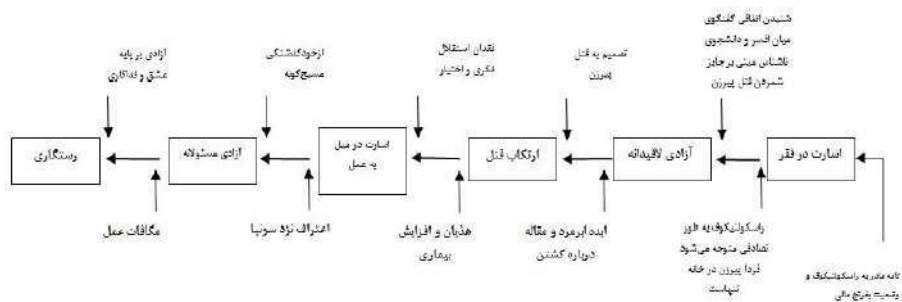 شنیدن اتفاقی گفتگوی
میان افسر و دانشجوی
ناشناس مبنی بر جایز
شمردن قتل پیرزن
تصمیم به قتل
پیرزن
فقدان استقلال
فکری و اختیار
ازخودگذشتگی
مسیح‌گونه
آزادی بر پایه
عشق و فداکاری
اسارت در فقر
آزادی لاقیدانه
ارتکاب قتل
اسارت در میل
به عمل
آزادی مسئولانه
رستگاری
نامه مادر به راسکولنیکوف و
وضعیت بغرنج مالی
راسکولنیکوف به طور
تصادفی متوجه می‌شود
فردا پیرزن در خانه
تنهاست
ایده ابرمرد و مقاله
درباره کشتن
هذیان و افزایش
بیماری
اعتراف نزد سونیا
مکافات عمل